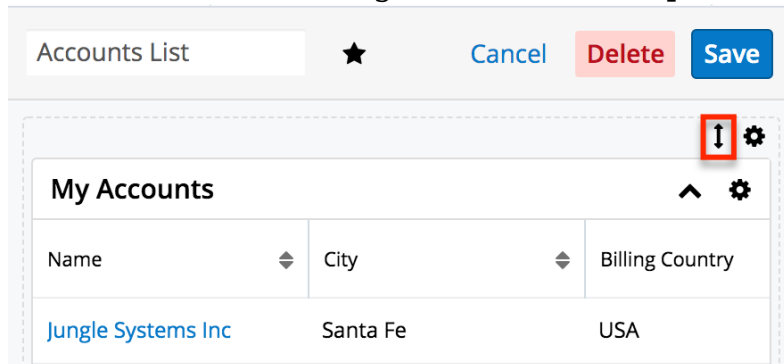 Accounts List Cancel Delete Save
My Accounts
Name City Billing Country
Jungle Systems Inc Santa Fe USA